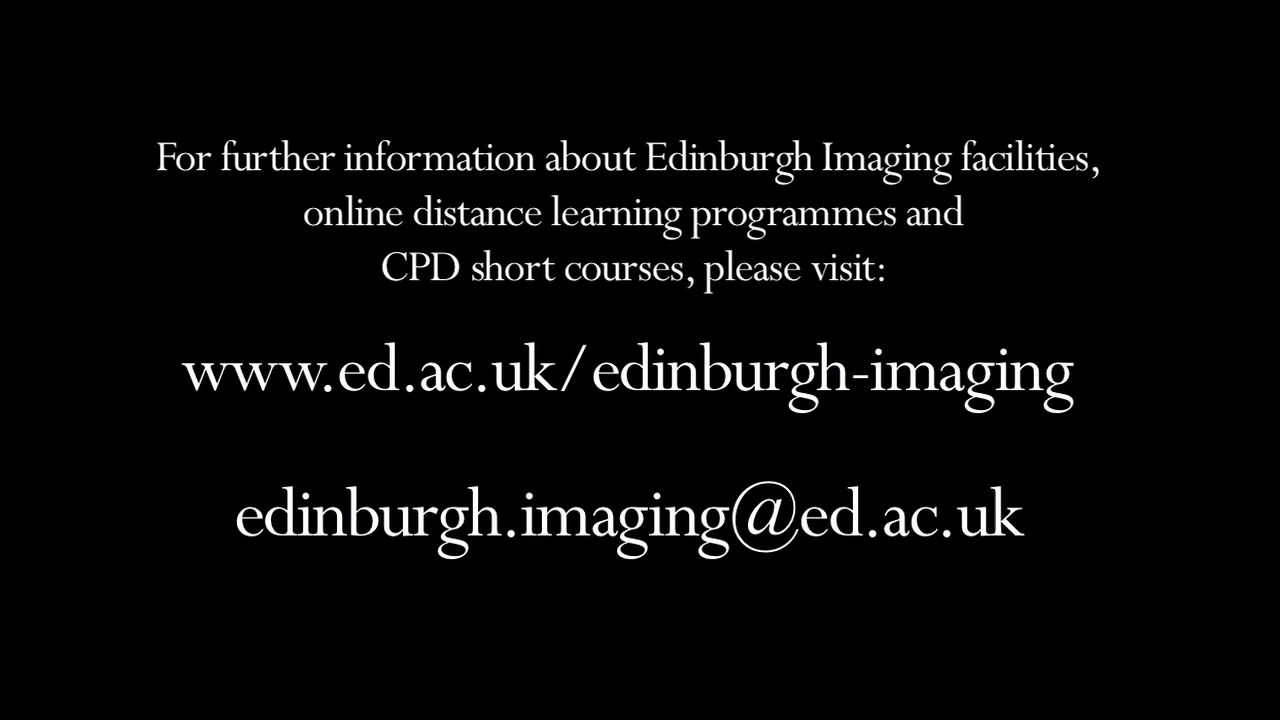 For further information about Edinburgh Imaging facilities,
online distance learning programmes and
CPD short courses, please visit:
www.ed.ac.uk/edinburgh-imaging
edinburgh.imaging@ed.ac.uk